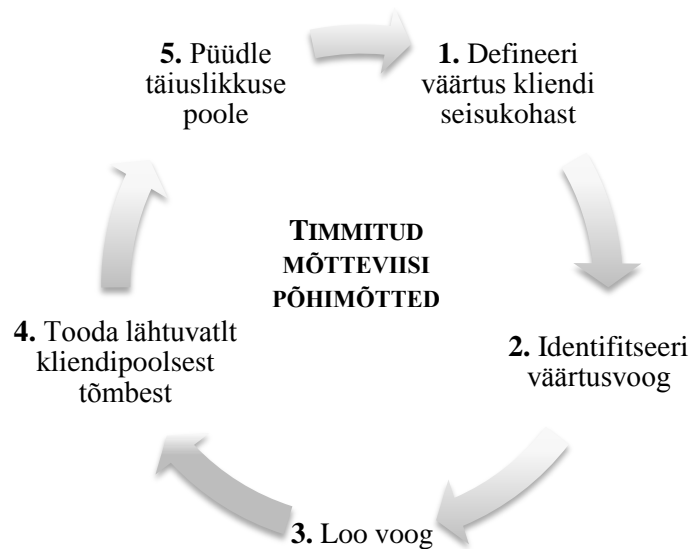 1. Defineeri
väärtus kliendi
seisukohast
2. Identifitseeri
väärtusvoog
3. Loo voog
4. Tooda lähtuvatlt
kliendipoolsest
tõmbest
5. Püüdle
täiuslikkuse
poole
TIMMITUD
MÕTTEVIISI
PÕHIMÕTTED